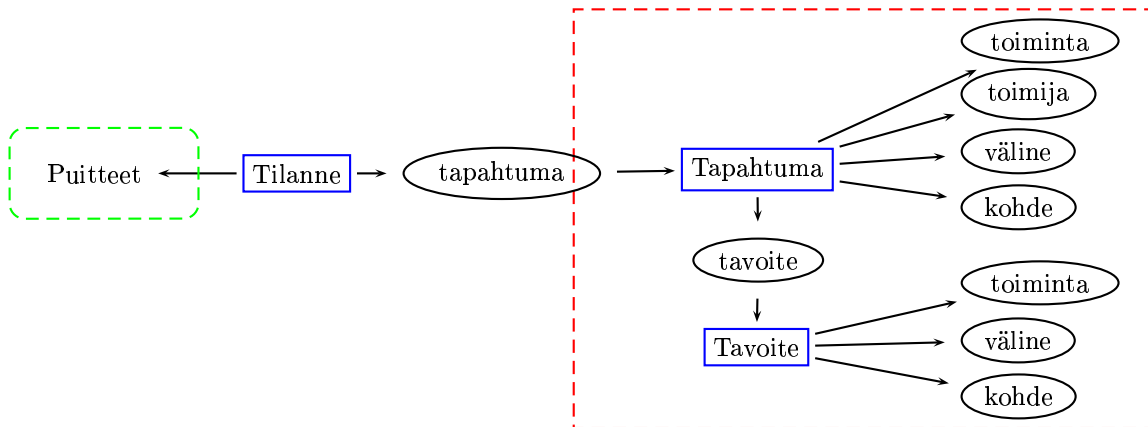 toiminta
toimija
Puitteet
Tilanne
tapahtuma
Tapahtuma
väline
kohde
tavoite
toiminta
Tavoite
väline
kohde